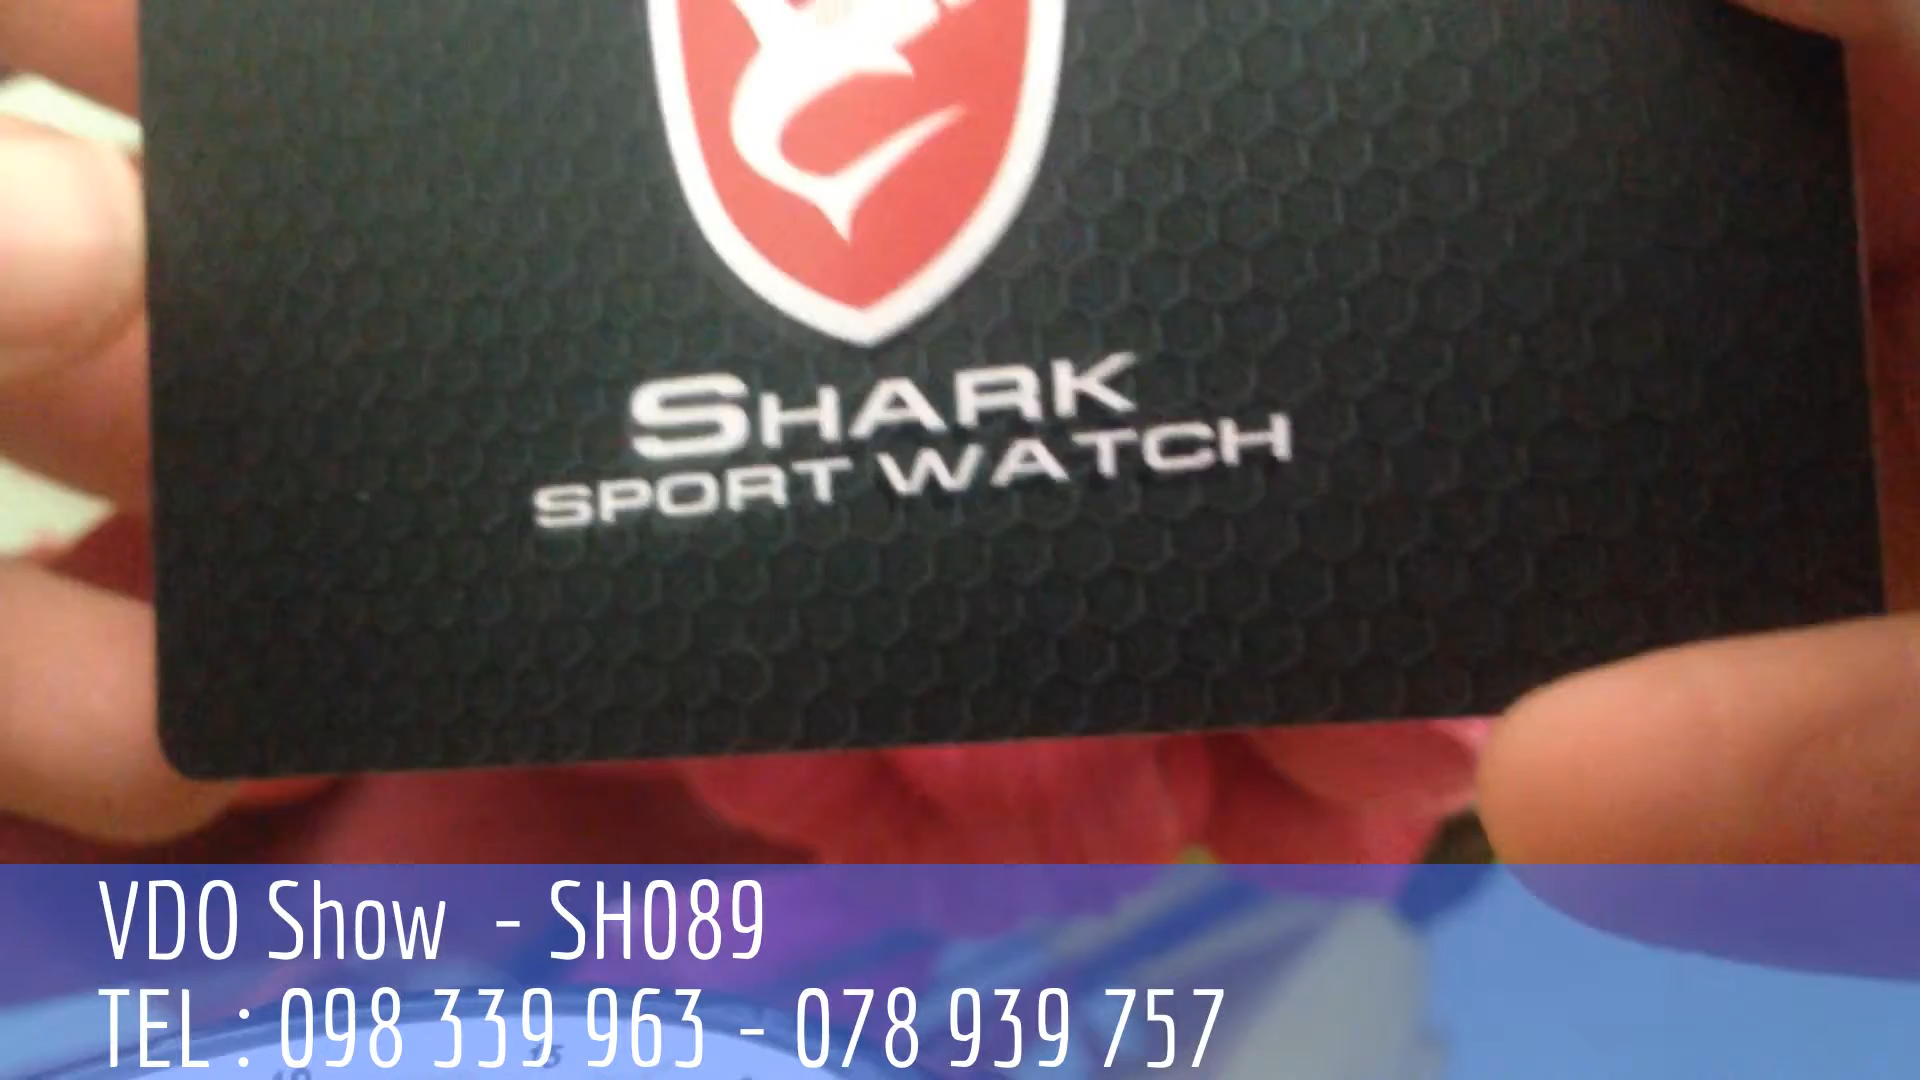 SHARK
SPORT WATCH
VDO Show - SH089
TEL : 098 339 963 - 078 939 757